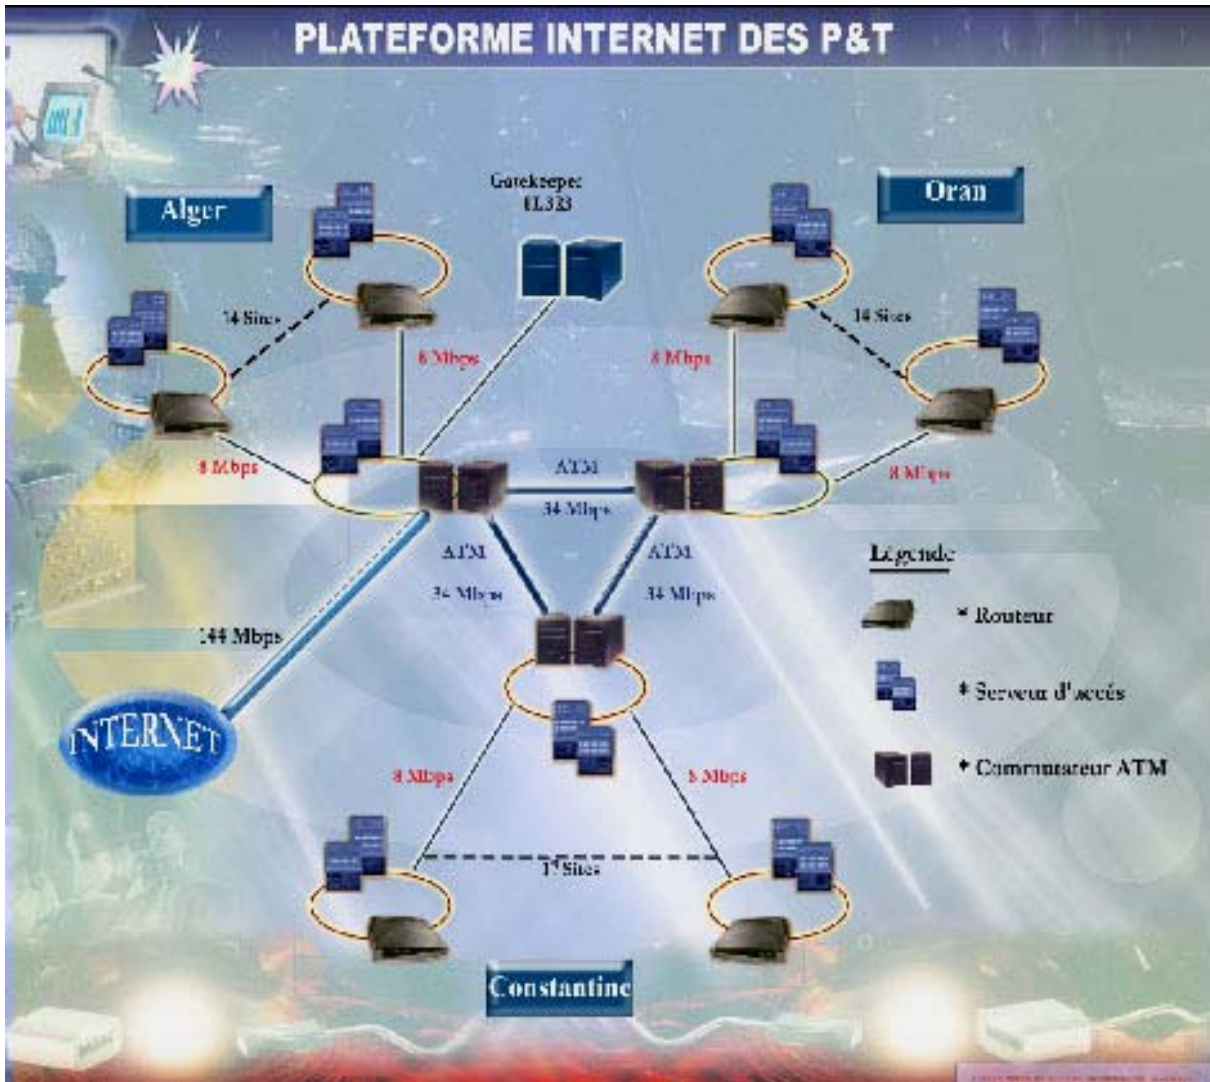 PLATEFORME INTERNET DES P&T
Alger
Gatekeeper
H.323
Oran
14 Sites
14 Sites
8 Mbps
8 Mbps
8 Mbps
8 Mbps
ATM
34 Mbps
ATM
34 Mbps
ATM
34 Mbps
Légende
* Routeur
* Serveur d'accés
* Commutateur ATM
144 Mbps
INTERNET
8 Mbps
8 Mbps
Sites
Constantine